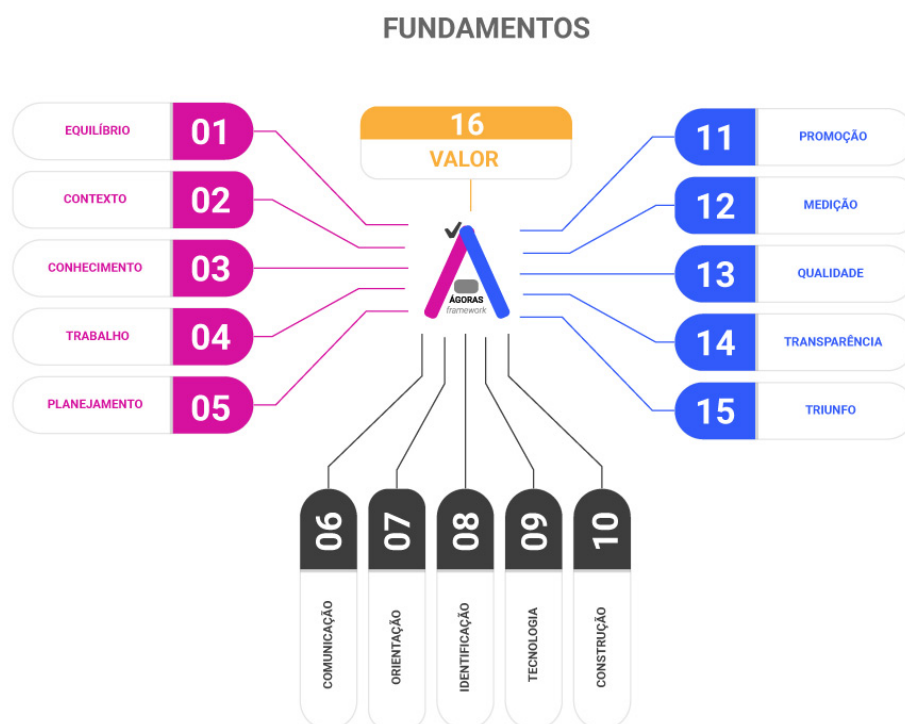 FUNDAMENTOS
EQUILÍBRIO 01
CONTEXTO 02
CONHECIMENTO 03
TRABALHO 04
PLANEJAMENTO 05
16
VALOR
ÁGORAS
framework
11 PROMOÇÃO
12 MEDIÇÃO
13 QUALIDADE
14 TRANSPARÊNCIA
15 TRIUNFO
06 COMUNICAÇÃO
07 ORIENTAÇÃO
08 IDENTIFICAÇÃO
09 TECNOLOGIA
10 CONSTRUÇÃO